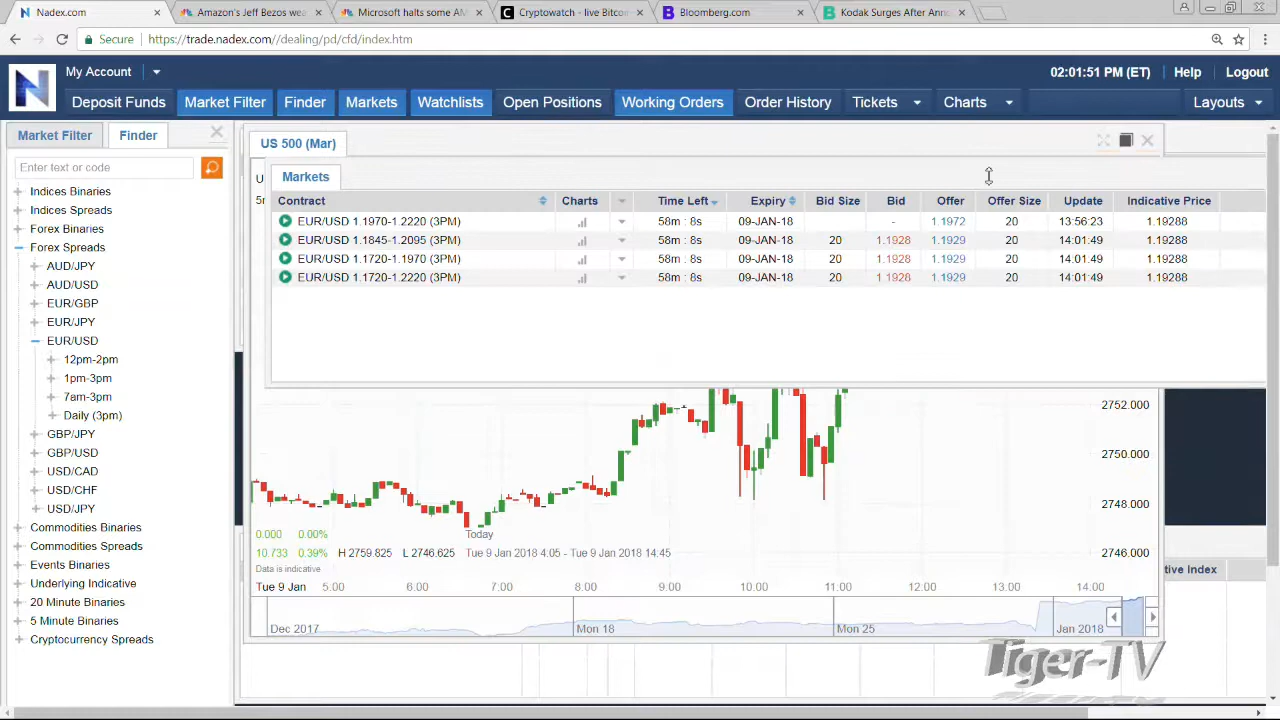 Nadex.com
Amazon's Jeff Bezos wea
Microsoft halts some AM
Cryptowatch - live Bitcoi
Bloomberg.com
Kodak Surges After Anno
Secure
https://trade.nadex.com//dealing/pd/cfd/index.htm
N
My Account
02:01:51 PM (ET)
Help
Logout
Deposit Funds
Market Filter
Finder
Markets
Watchlists
Open Positions
Working Orders
Order History
Tickets
Charts
Layouts
Market Filter
Finder
Enter text or code
Indices Binaries
Indices Spreads
Forex Binaries
Forex Spreads
AUD/JPY
AUD/USD
EUR/GBP
EUR/JPY
EUR/USD
12pm-2pm
1pm-3pm
7am-3pm
Daily (3pm)
GBP/JPY
GBP/USD
USD/CAD
USD/CHF
USD/JPY
Commodities Binaries
Commodities Spreads
Events Binaries
Underlying Indicative
20 Minute Binaries
5 Minute Binaries
Cryptocurrency Spreads
US 500 (Mar)
U
5r
Markets
Contract Charts Time Left Expiry Bid Size Bid Offer Offer Size Update Indicative Price
EUR/USD 1.1970-1.2220 (3PM) 58m : 8s 09-JAN-18 - 1.1972 20 13:56:23 1.19288
EUR/USD 1.1845-1.2095 (3PM) 58m : 8s 09-JAN-18 20 1.1928 1.1929 20 14:01:49 1.19288
EUR/USD 1.1720-1.1970 (3PM) 58m : 8s 09-JAN-18 20 1.1928 1.1929 20 14:01:49 1.19288
EUR/USD 1.1720-1.2220 (3PM) 58m : 8s 09-JAN-18 20 1.1928 1.1929 20 14:01:49 1.19288
2752.000
2750.000
2748.000
2746.000
0.000 0.00% Today
10.733 0.39% H 2759.825 L 2746.625 Tue 9 Jan 2018 4:05 - Tue 9 Jan 2018 14.45
Data is indicative
Tue 9 Jan 5:00 6:00 7:00 8:00 9:00 10:00 11:00 12:00 13:00 14:00
tive Index
Dec 2017 Mon 18 Mon 25 Jan 2018
Tiger-TV